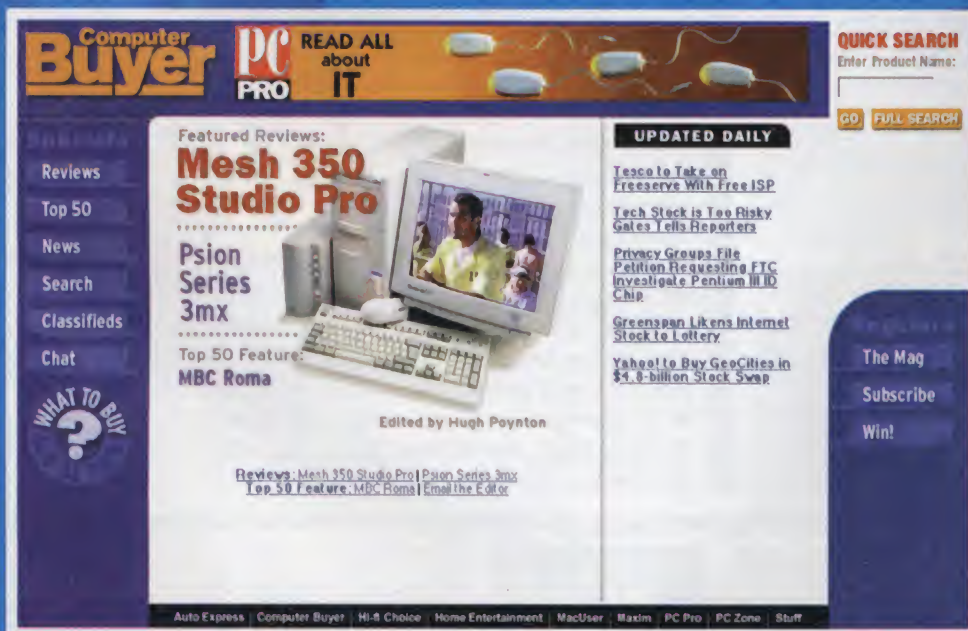 Computer
Buyer
PC
PRO
READ ALL
about
IT
QUICK SEARCH
Enter Product Name:
GO
FULL SEARCH
Reviews
Top 50
News
Search
Classifieds
Chat
WHAT TO BUY
?
Featured Reviews:
Mesh 350
Studio Pro
Psion
Series
3mx
Top 50 Feature:
MBC Roma
Edited by Hugh Poynton
Reviews: Mesh 350 Studio Pro | Psion Series 3mx
Top 50 Feature: MBC Roma | Email the Editor
UPDATED DAILY
Tesco to Take on
Freeserve With Free ISP
Tech Stock is Too Risky
Gates Tells Reporters
Privacy Groups File
Petition Requesting FTC
Investigate Pentium III ID
Chip
Greenspan Likens Internet
Stock to Lottery
Yahoo! to Buy GeoCities in
$4.8-billion Stock Swap
The Mag
Subscribe
Win!
Auto Express Computer Buyer Hi-fi Choice Home Entertainment MacUser Maxim PC Pro PC Zone Stuff